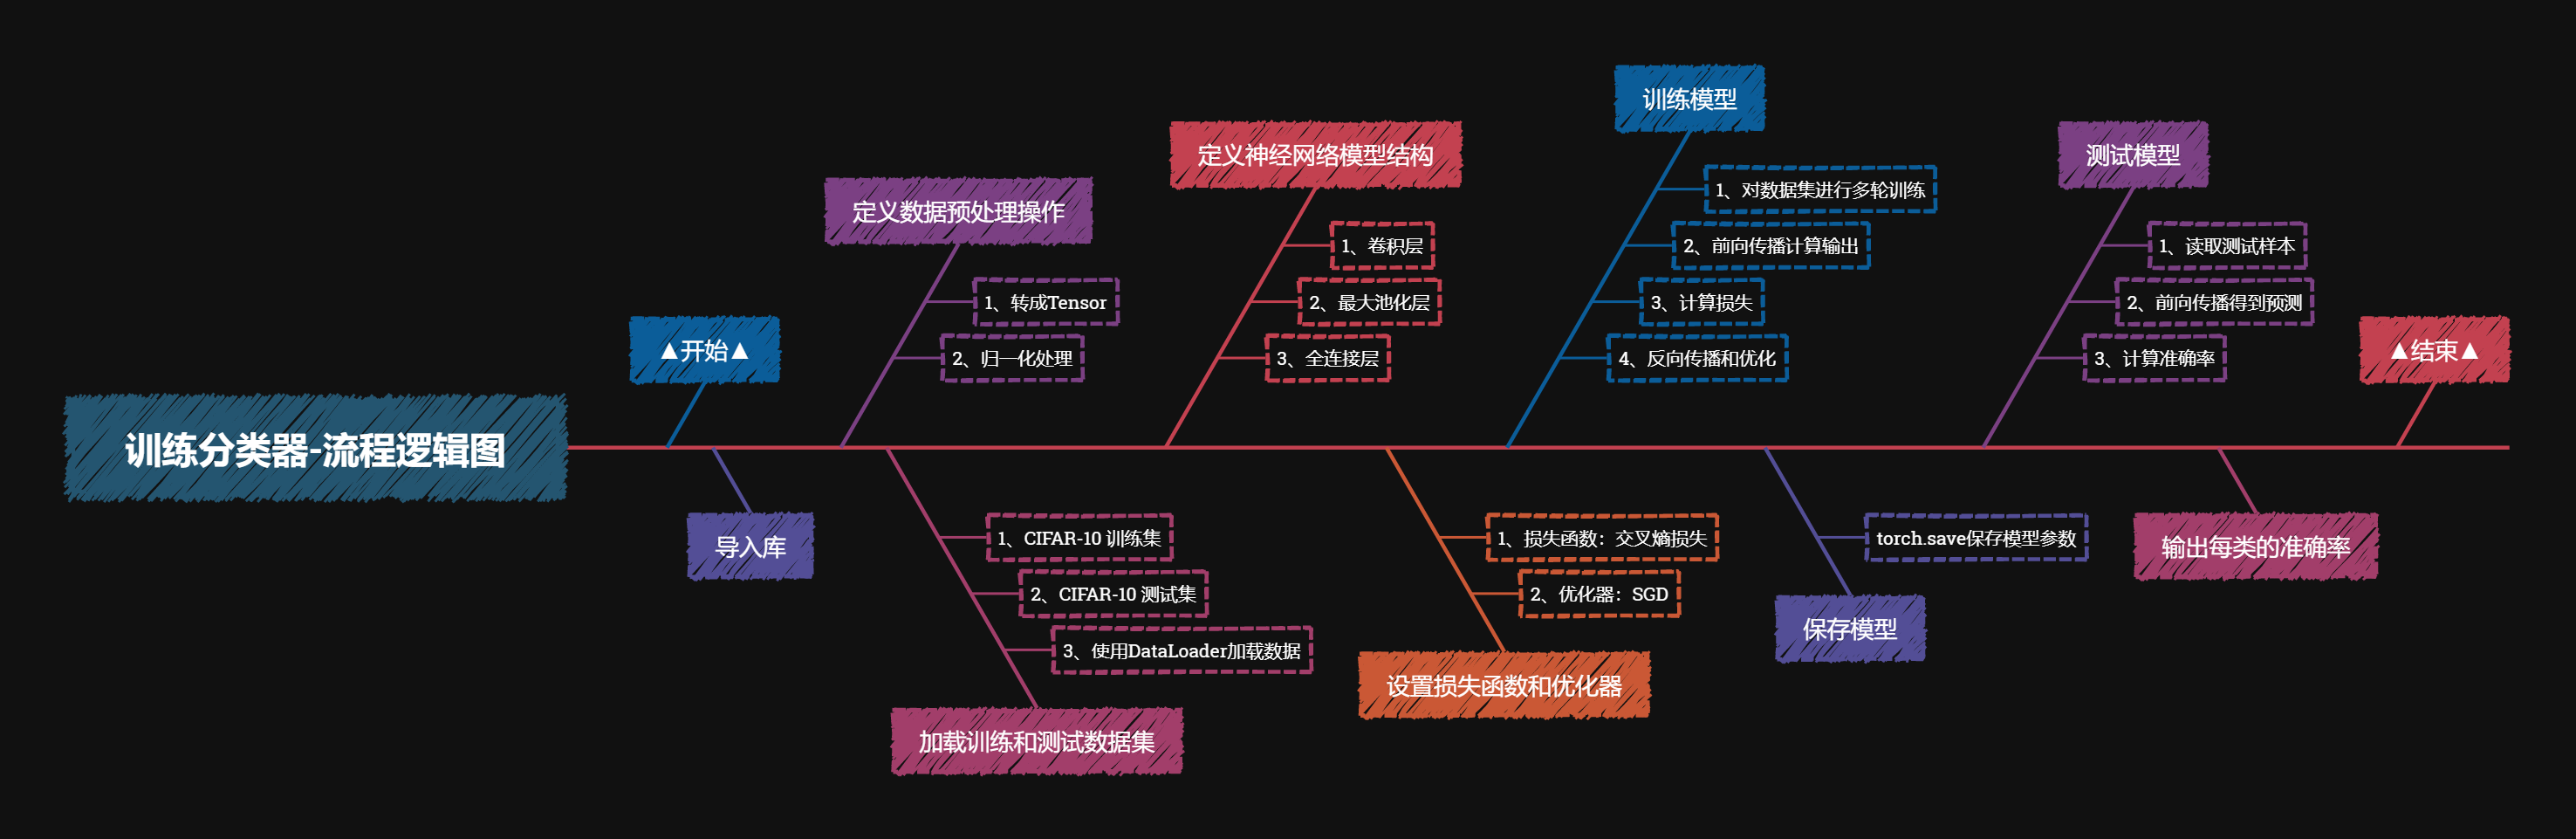 训练分类器-流程逻辑图
▲开始▲
导入库
定义数据预处理操作
1、转成Tensor
2、归一化处理
加载训练和测试数据集
1、CIFAR-10 训练集
2、CIFAR-10 测试集
3、使用DataLoader加载数据
定义神经网络模型结构
1、卷积层
2、最大池化层
3、全连接层
设置损失函数和优化器
1、损失函数：交叉熵损失
2、优化器：SGD
训练模型
1、对数据集进行多轮训练
2、前向传播计算输出
3、计算损失
4、反向传播和优化
保存模型
torch.save保存模型参数
测试模型
1、读取测试样本
2、前向传播得到预测
3、计算准确率
输出每类的准确率
▲结束▲